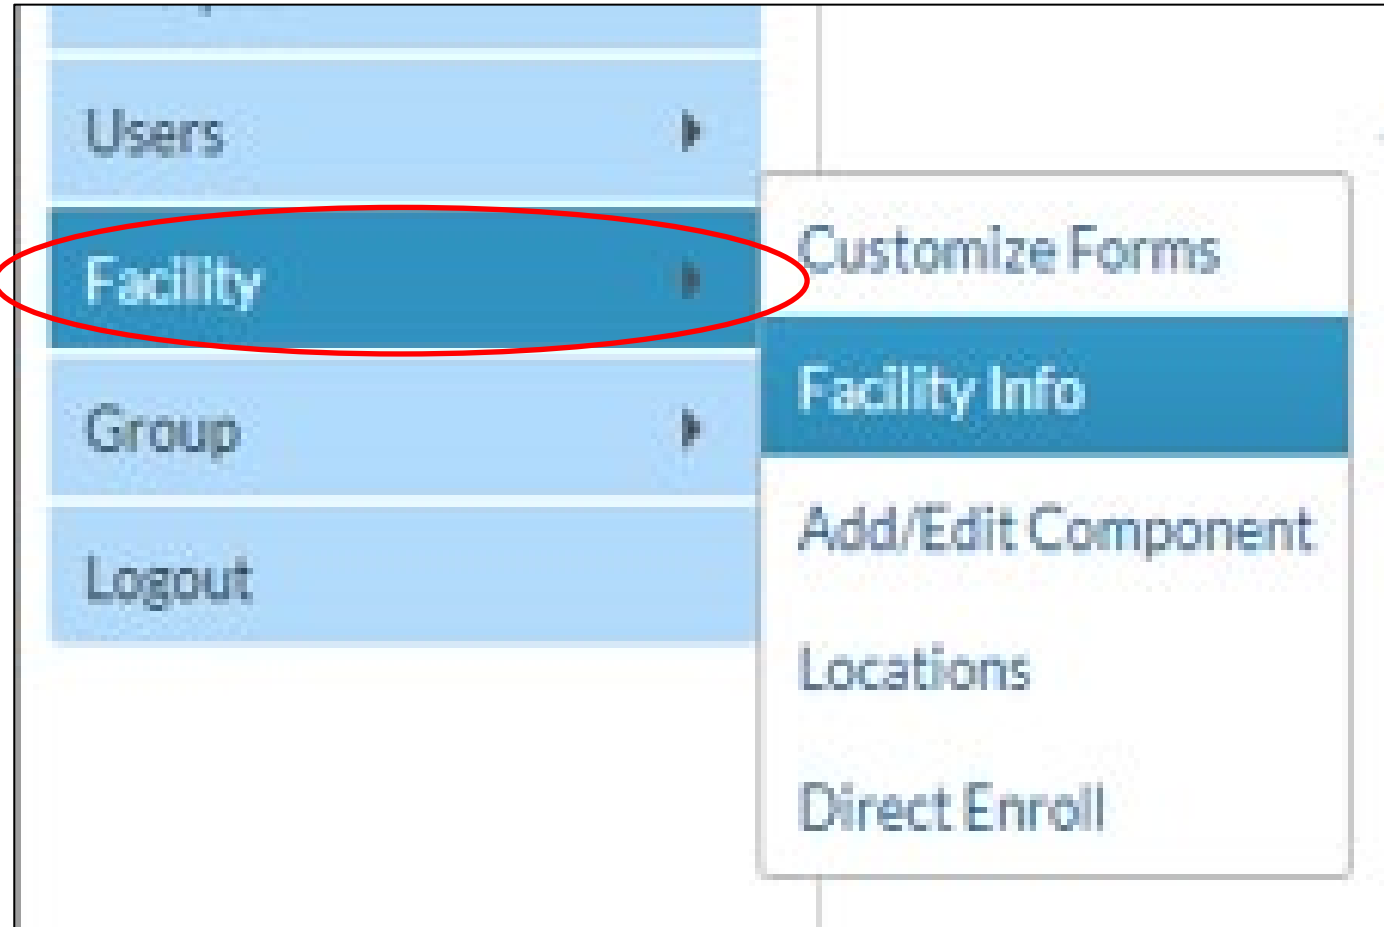 Users
Facility
Group
Logout
Customize Forms
Facility Info
Add/Edit Component
Locations
Direct Enroll